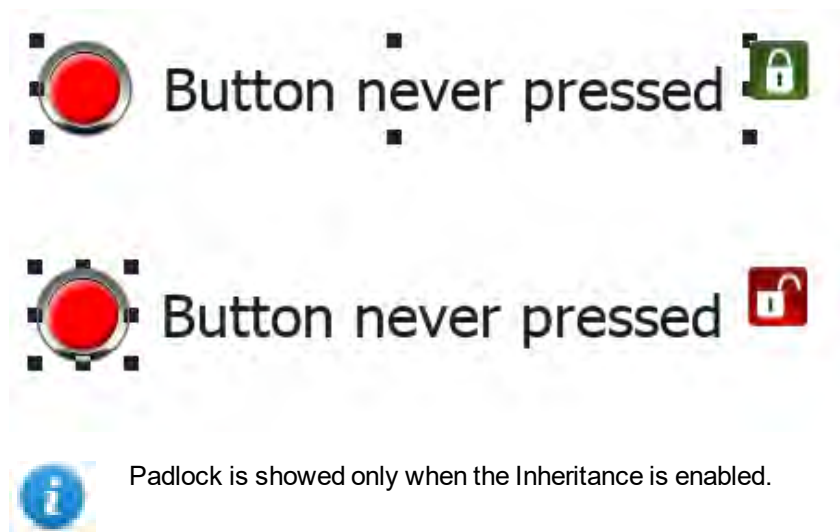 Button never pressed
Button never pressed
Padlock is showed only when the Inheritance is enabled.